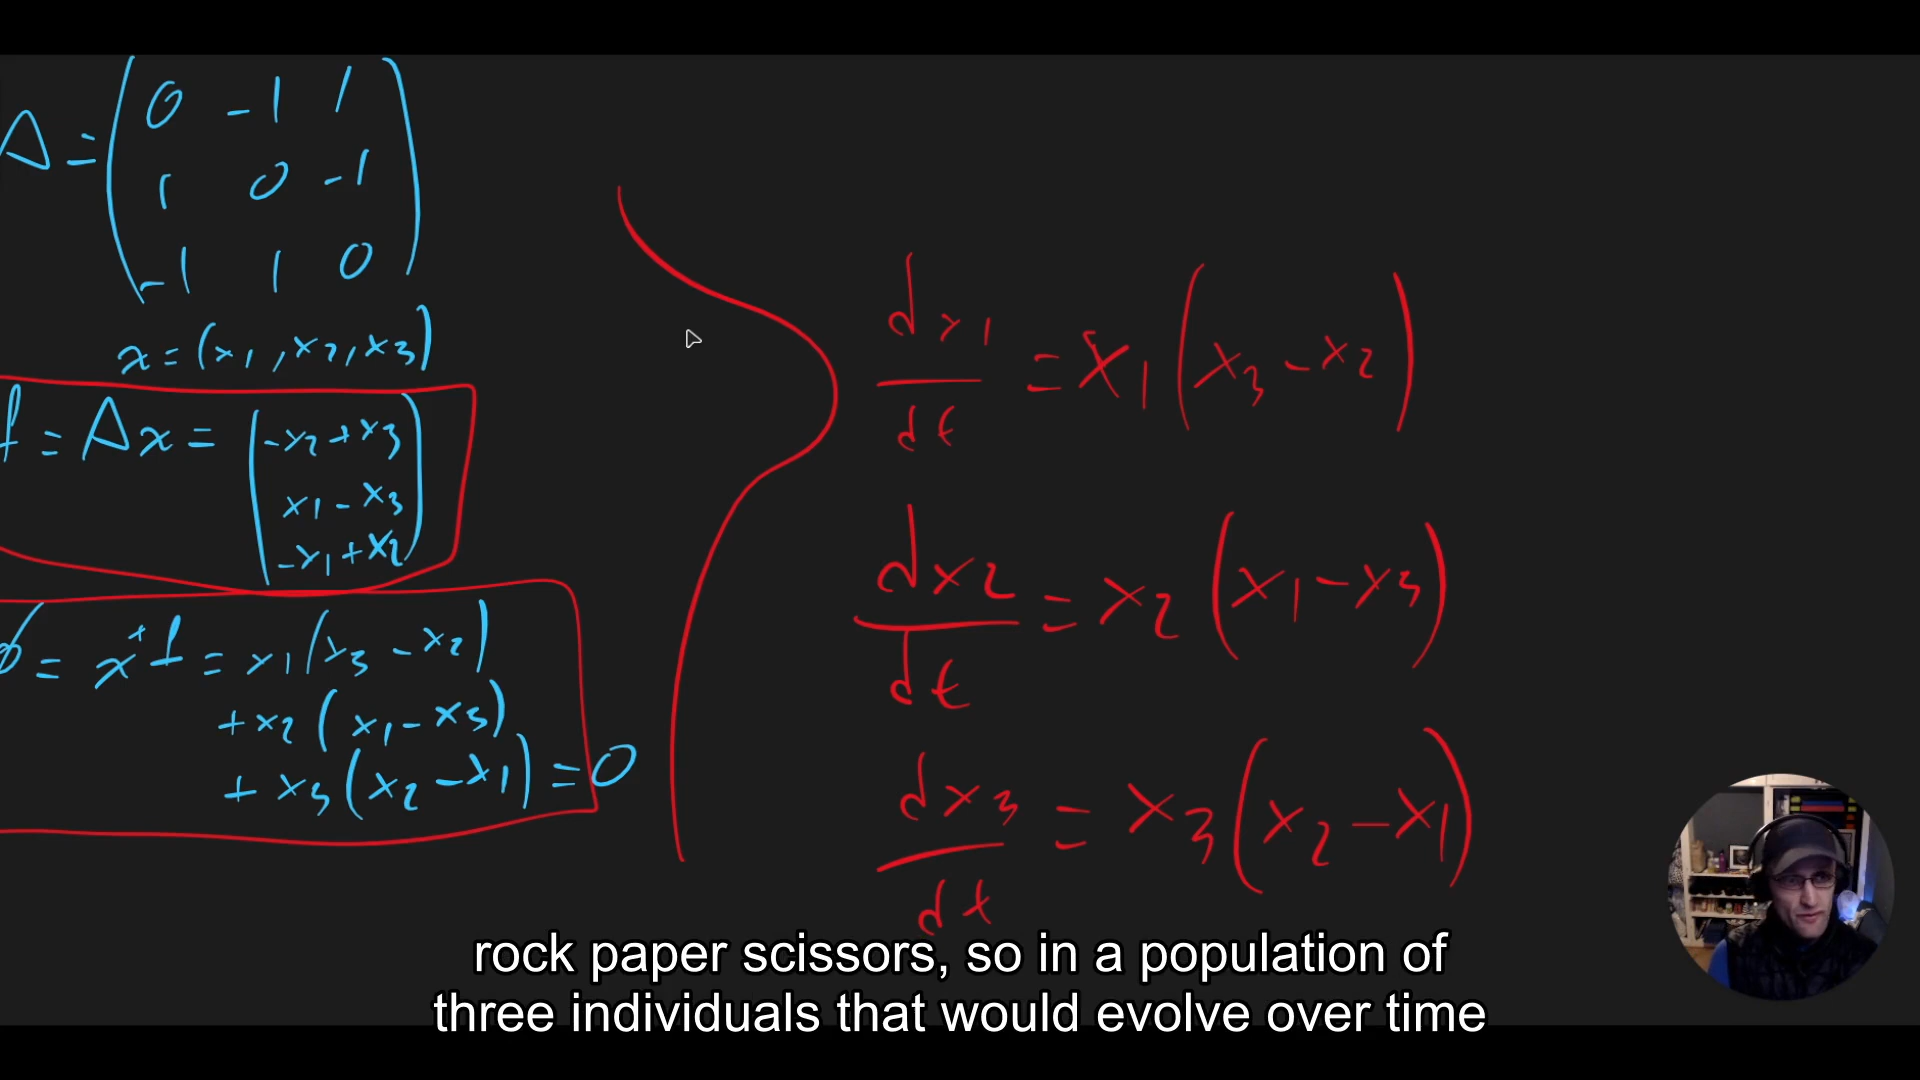 A = ( 0 -1 1
1 0 -1
-1 1 0 )
x = (x1, x2, x3)
f = Ax = ( -x2 + x3
x1 - x3
-x1 + x2 )
ϕ = x⁺f = x1(x3 - x2)
+ x2(x1 - x3)
+ x3(x2 - x1) = 0
dx1/dt = x1(x3 - x2)
dx2/dt = x2(x1 - x3)
dx3/dt = x3(x2 - x1)
rock paper scissors, so in a population of
three individuals that would evolve over time